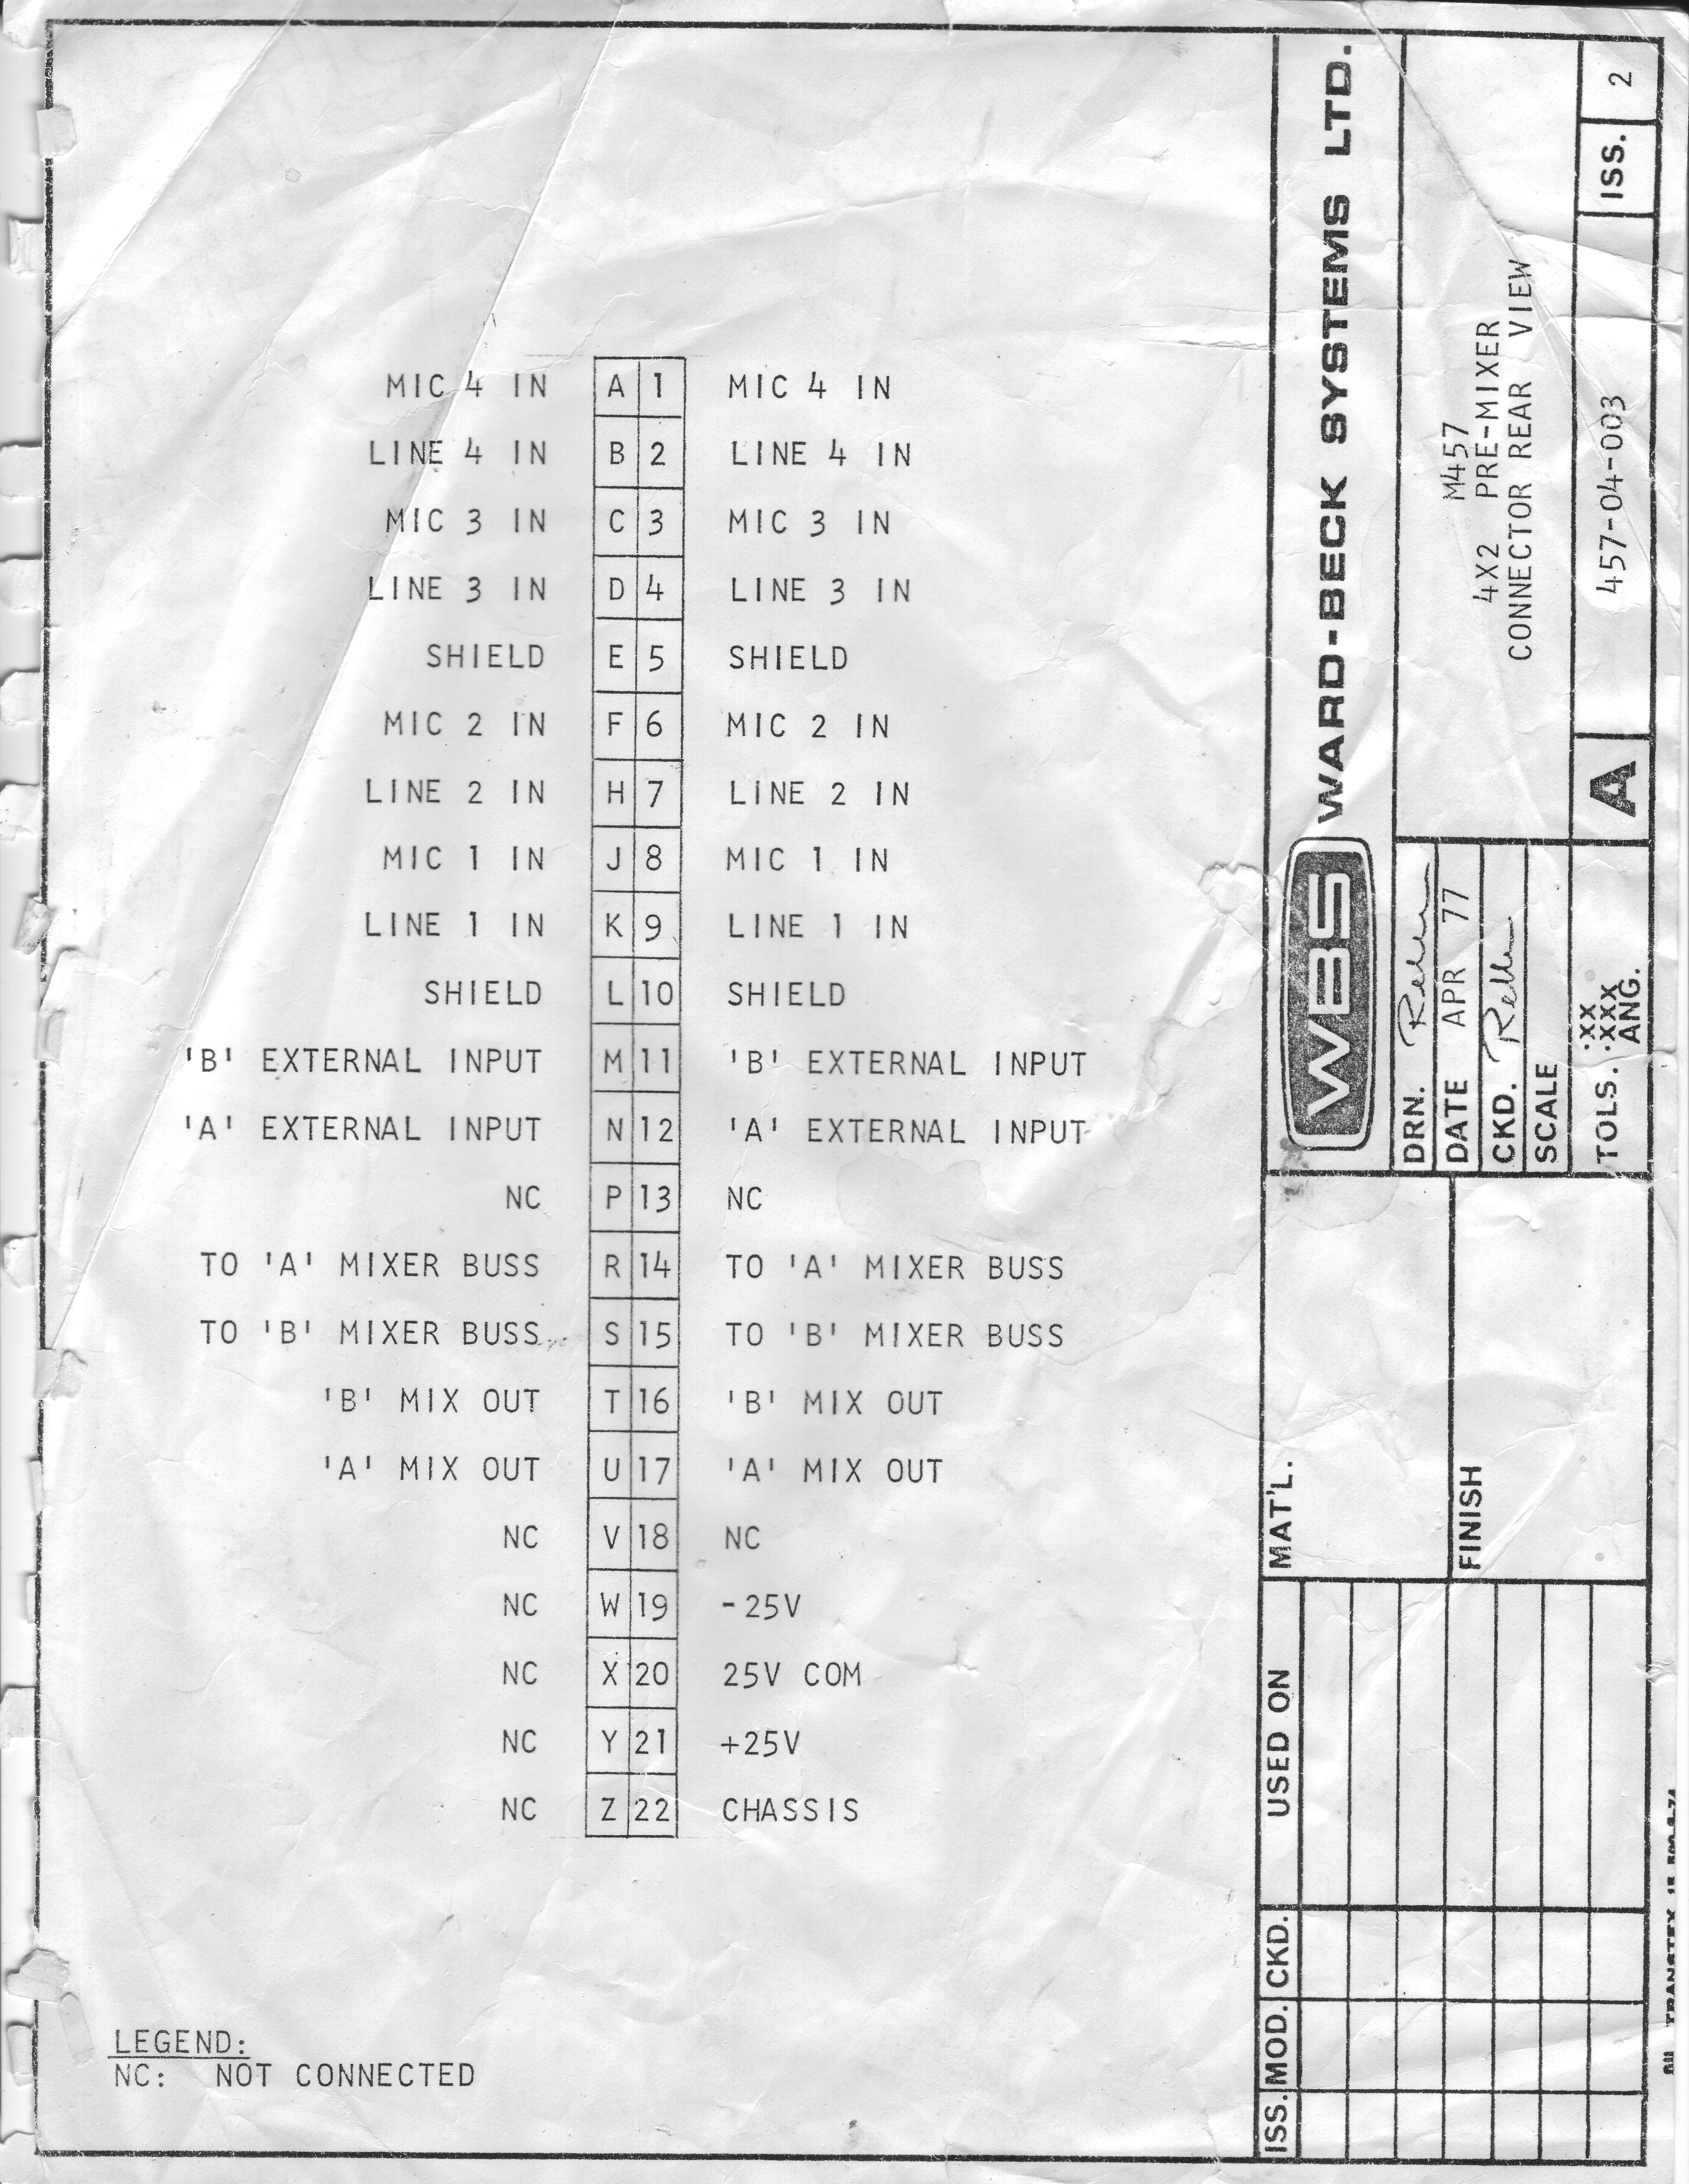 MIC 4 IN A 1 MIC 4 IN
LINE 4 IN B 2 LINE 4 IN
MIC 3 IN C 3 MIC 3 IN
LINE 3 IN D 4 LINE 3 IN
SHIELD E 5 SHIELD
MIC 2 IN F 6 MIC 2 IN
LINE 2 IN H 7 LINE 2 IN
MIC 1 IN J 8 MIC 1 IN
LINE 1 IN K 9 LINE 1 IN
SHIELD L 10 SHIELD
'B' EXTERNAL INPUT M 11 'B' EXTERNAL INPUT
'A' EXTERNAL INPUT N 12 'A' EXTERNAL INPUT
NC P 13 NC
TO 'A' MIXER BUSS R 14 TO 'A' MIXER BUSS
TO 'B' MIXER BUSS S 15 TO 'B' MIXER BUSS
'B' MIX OUT T 16 'B' MIX OUT
'A' MIX OUT U 17 'A' MIX OUT
NC V 18 NC
NC W 19 -25V
NC X 20 25V COM
NC Y 21 +25V
NC Z 22 CHASSIS
LEGEND:
NC: NOT CONNECTED
ISS. MOD. CKD. USED ON
MAT'L.
FINISH
WBS WARD-BECK SYSTEMS LTD.
DRN.
DATE APR 77
CKD.
SCALE
TOLS. .XX
.XXX
ANG.
M457
4X2 PRE-MIXER
CONNECTOR REAR VIEW
A 457-04-003 ISS. 2